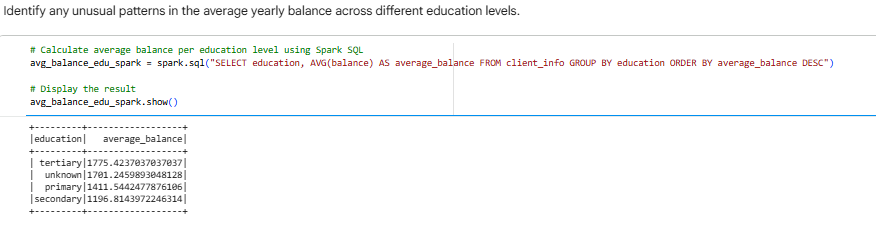 Identify any unusual patterns in the average yearly balance across different education levels.
# Calculate average balance per education level using Spark SQL
avg_balance_edu_spark = spark.sql("SELECT education, AVG(balance) AS average_balance FROM client_info GROUP BY education ORDER BY average_balance DESC")
# Display the result
avg_balance_edu_spark.show()
+---------+------------------+
|education|   average_balance|
+---------+------------------+
| tertiary|1775.4237037037037|
|  unknown|1701.2459893048128|
|  primary|1411.5442477876106|
|secondary|1196.8143972246314|
+---------+------------------+